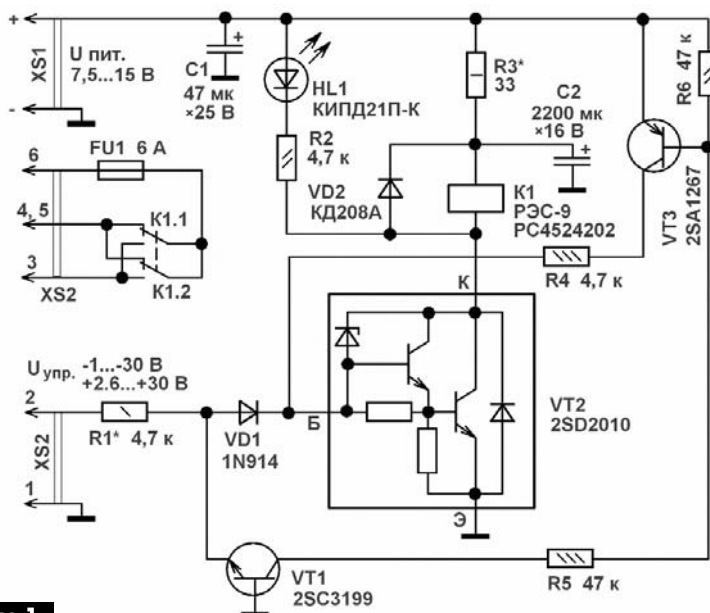 +
XS1
U пит.
7,5...15 В
-
C1
47 мк
×25 В
+
HL1
КИПД21П-К
R2
4,7 к
R3*
33
C2
2200 мк
×16 В
+
R6 47 к
VT3
2SA1267
6
FU1 6 A
4, 5
K1.1
3
K1.2
XS2
VD2
КД208А
K1
РЭС-9
РС4524202
R4 4,7 к
К
U упр.
-1...-30 В
+2.6...+30 В
2
R1* 4,7 к
VD1
1N914
Б
VT2
2SD2010
XS2
1
Э
VT1
2SC3199
R5 47 к